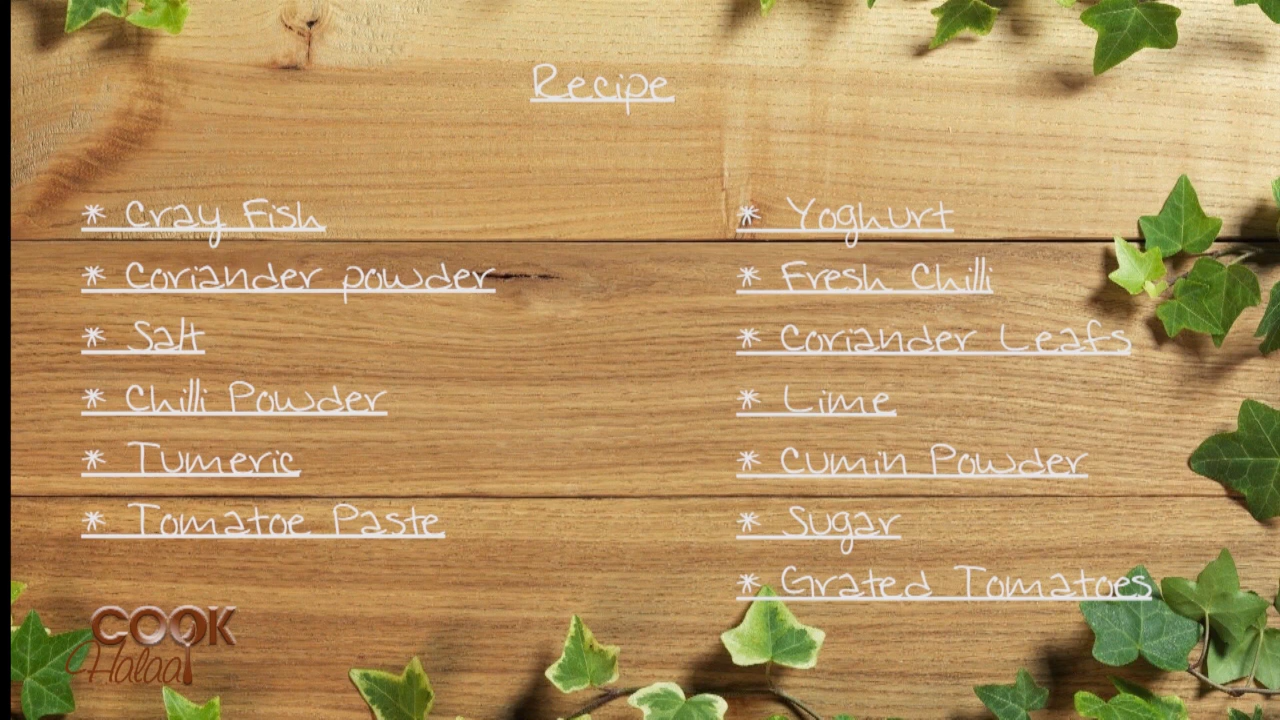 Recipe
* Cray Fish
* Coriander powder
* Salt
* Chilli Powder
* Tumeric
* Tomatoe Paste
* Yoghurt
* Fresh Chilli
* Coriander Leafs
* Lime
* Cumin Powder
* Sugar
* Grated Tomatoes
COOK
Halaal